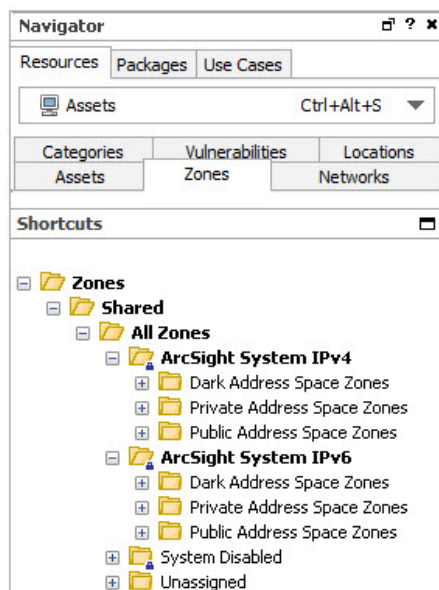 Navigator ?
Resources Packages Use Cases
Assets Ctrl+Alt+S
Categories Vulnerabilities Locations
Assets Zones Networks
Shortcuts
Zones
Shared
All Zones
ArcSight System IPv4
Dark Address Space Zones
Private Address Space Zones
Public Address Space Zones
ArcSight System IPv6
Dark Address Space Zones
Private Address Space Zones
Public Address Space Zones
System Disabled
Unassigned